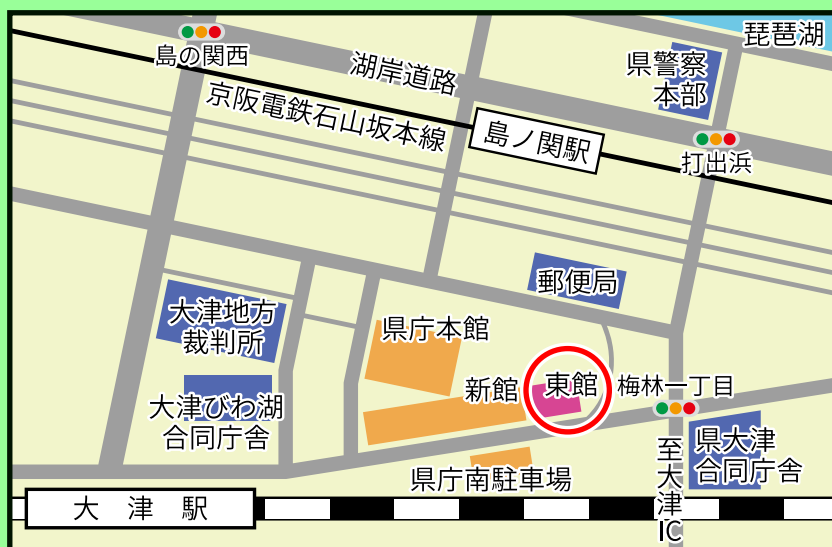 琵琶湖
島の関西
湖岸道路
県警察
本部
京阪電鉄石山坂本線
島ノ関駅
打出浜
郵便局
大津地方
裁判所
県庁本館
新館
東館
梅林一丁目
大津びわ湖
合同庁舎
県大津
合同庁舎
県庁南駐車場
至大津IC
大津駅